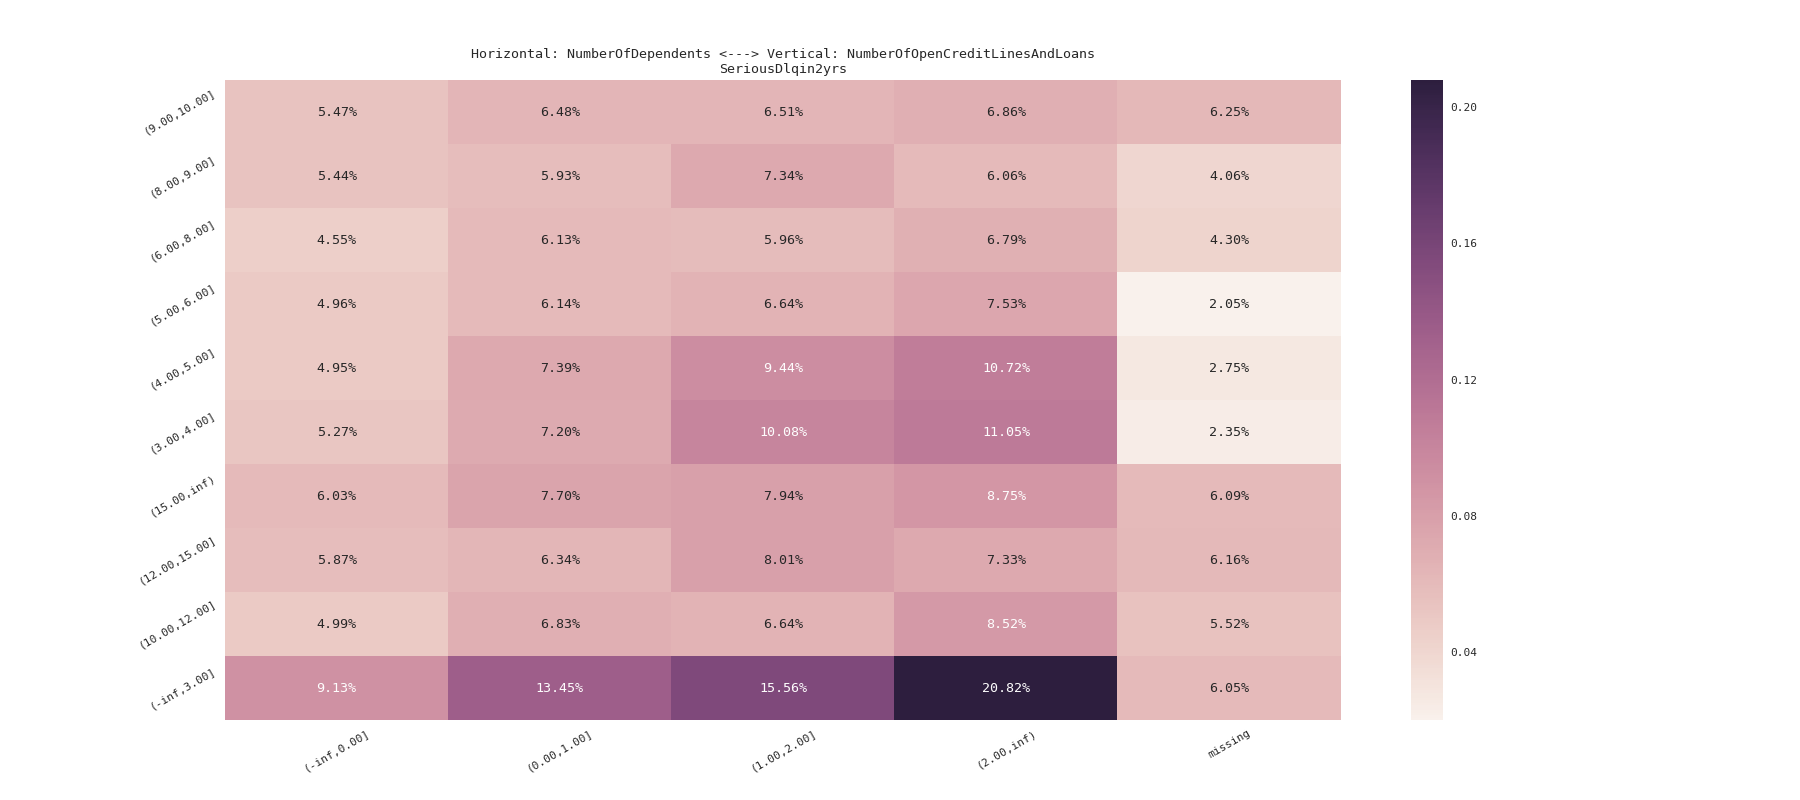 Horizontal: NumberOfDependents <---> Vertical: NumberOfOpenCreditLinesAndLoans
SeriousDlqin2yrs
(9.00,10.00] 5.47% 6.48% 6.51% 6.86% 6.25%
(8.00,9.00] 5.44% 5.93% 7.34% 6.06% 4.06%
(6.00,8.00] 4.55% 6.13% 5.96% 6.79% 4.30%
(5.00,6.00] 4.96% 6.14% 6.64% 7.53% 2.05%
(4.00,5.00] 4.95% 7.39% 9.44% 10.72% 2.75%
(3.00,4.00] 5.27% 7.20% 10.08% 11.05% 2.35%
(15.00,inf) 6.03% 7.70% 7.94% 8.75% 6.09%
(12.00,15.00] 5.87% 6.34% 8.01% 7.33% 6.16%
(10.00,12.00] 4.99% 6.83% 6.64% 8.52% 5.52%
(-inf,3.00] 9.13% 13.45% 15.56% 20.82% 6.05%
(-inf,0.00] (0.00,1.00] (1.00,2.00] (2.00,inf) missing
0.20
0.16
0.12
0.08
0.04